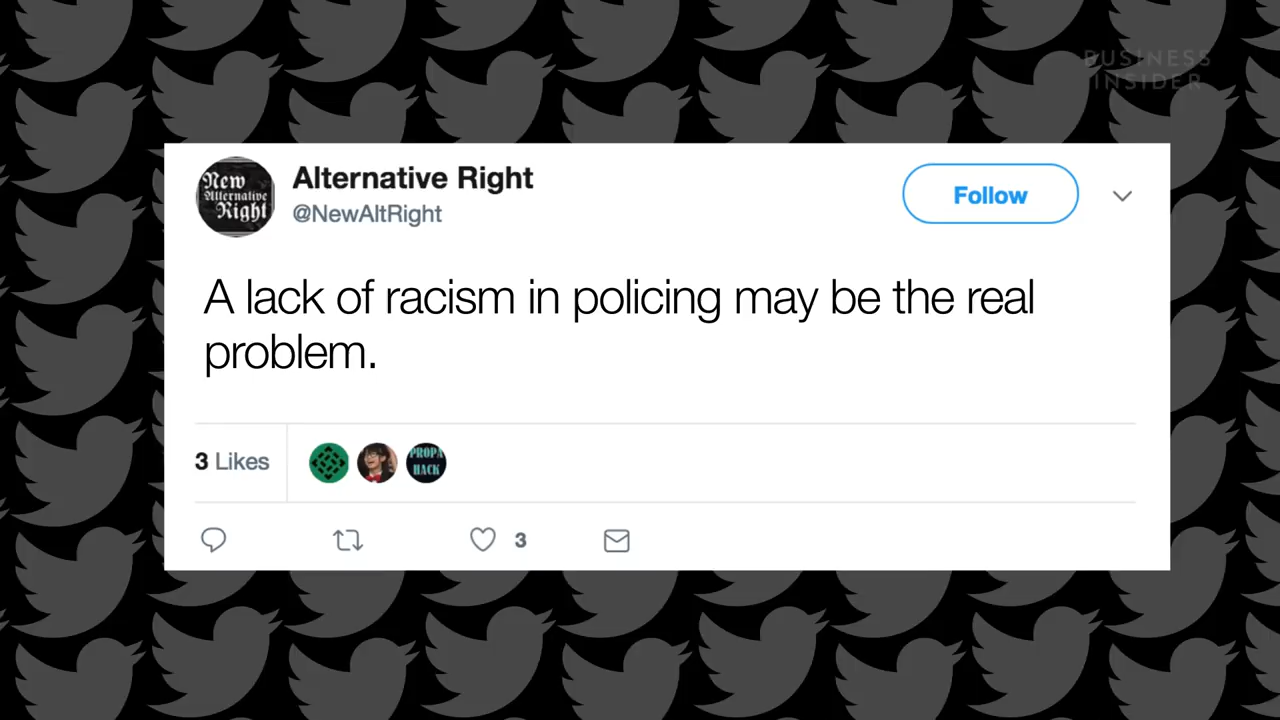 BUSINESS
INSIDER
New
Alternative
Right
Alternative Right
@NewAltRight
Follow
A lack of racism in policing may be the real
problem.
3 Likes
PROPA
HACK
3